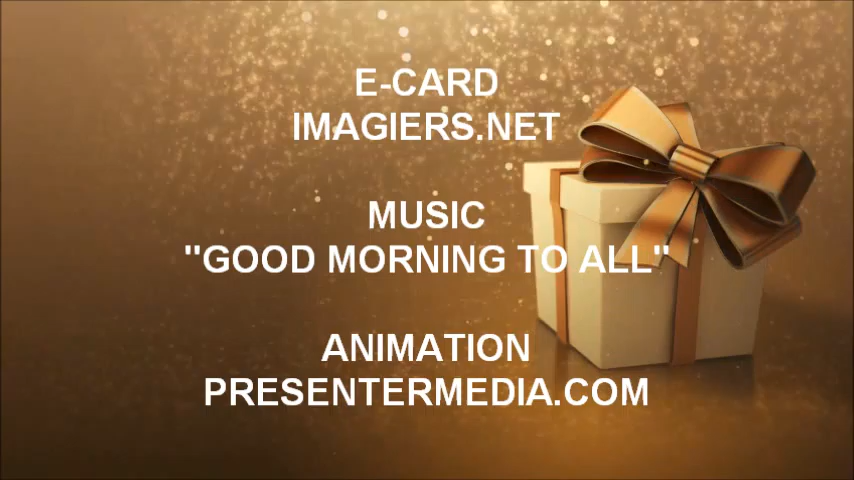 E-CARD
IMAGIERS.NET
MUSIC
"GOOD MORNING TO ALL"
ANIMATION
PRESENTERMEDIA.COM